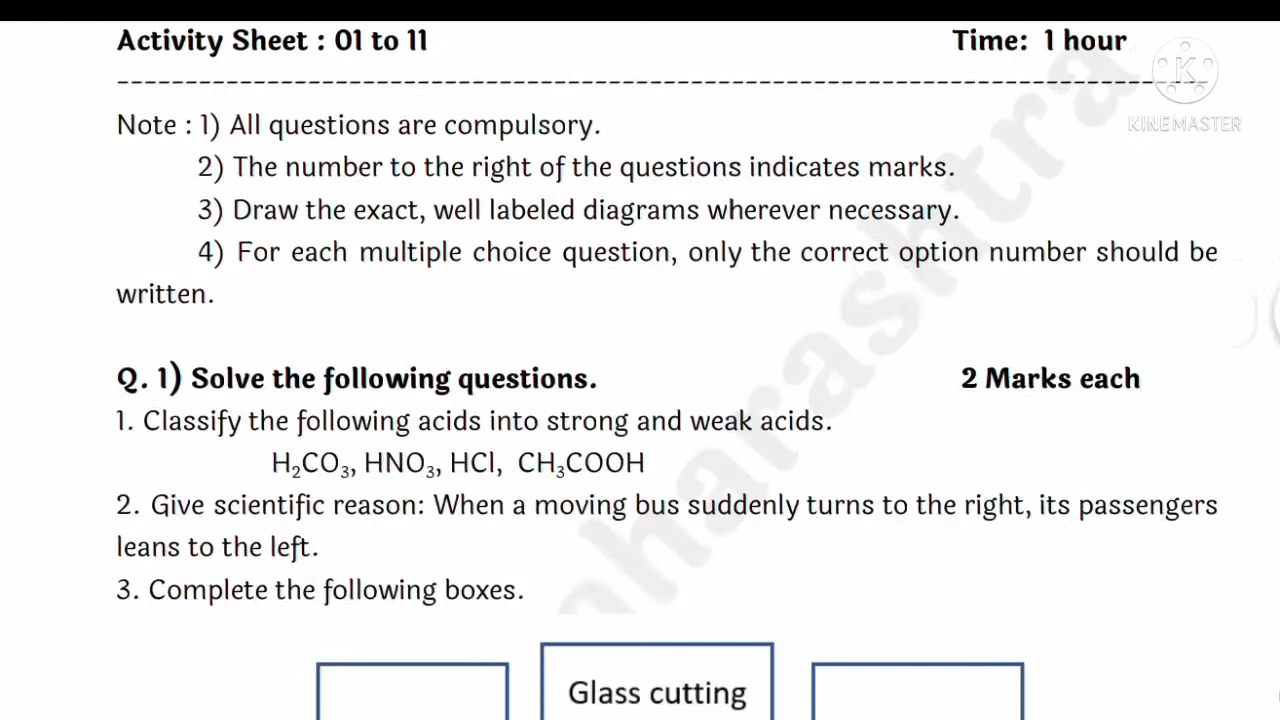 Activity Sheet : 01 to 11 Time: 1 hour
KINEMASTER
Note : 1) All questions are compulsory.
2) The number to the right of the questions indicates marks.
3) Draw the exact, well labeled diagrams wherever necessary.
4) For each multiple choice question, only the correct option number should be
written.
Q. 1) Solve the following questions. 2 Marks each
1. Classify the following acids into strong and weak acids.
H₂CO₃, HNO₃, HCl, CH₃COOH
2. Give scientific reason: When a moving bus suddenly turns to the right, its passengers
leans to the left.
3. Complete the following boxes.
Glass cutting